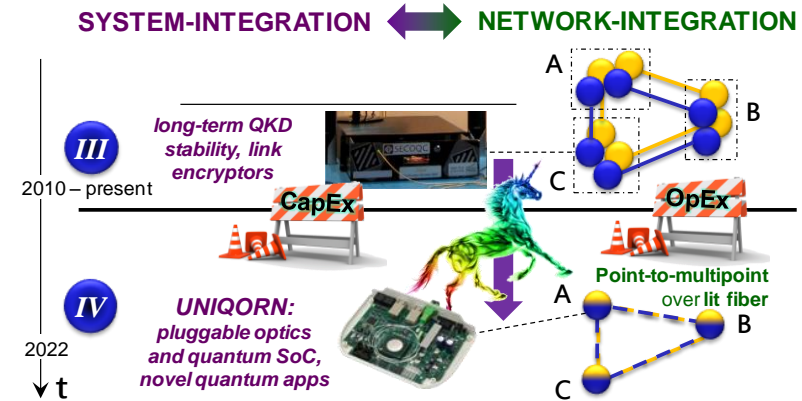 SYSTEM-INTEGRATION
NETWORK-INTEGRATION
A
B
C
III
2010 – present
long-term QKD
stability, link
encryptors
SECOQC
CapEx
OpEx
IV
2022
t
UNIQORN:
pluggable optics
and quantum SoC,
novel quantum apps
Point-to-multipoint
over lit fiber
A
B
C